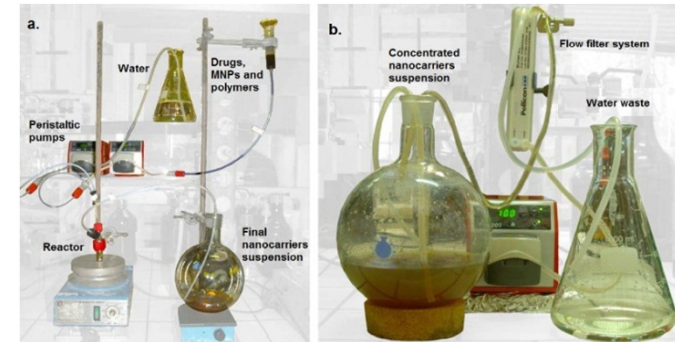 a.
Water
Drugs,
MNPs and
polymers
Peristaltic
pumps
Reactor
Final
nanocarriers
suspension
b.
Concentrated
nanocarriers
suspension
Flow filter system
Pellicon
Water waste
100